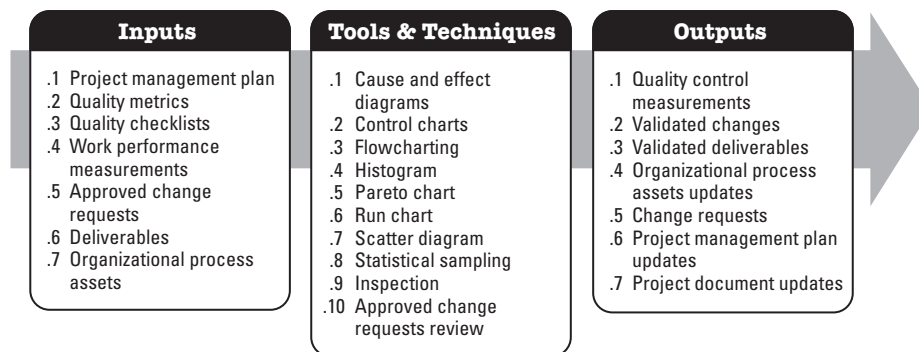 Inputs
.1 Project management plan
.2 Quality metrics
.3 Quality checklists
.4 Work performance
measurements
.5 Approved change
requests
.6 Deliverables
.7 Organizational process
assets
Tools & Techniques
.1 Cause and effect
diagrams
.2 Control charts
.3 Flowcharting
.4 Histogram
.5 Pareto chart
.6 Run chart
.7 Scatter diagram
.8 Statistical sampling
.9 Inspection
.10 Approved change
requests review
Outputs
.1 Quality control
measurements
.2 Validated changes
.3 Validated deliverables
.4 Organizational process
assets updates
.5 Change requests
.6 Project management plan
updates
.7 Project document updates